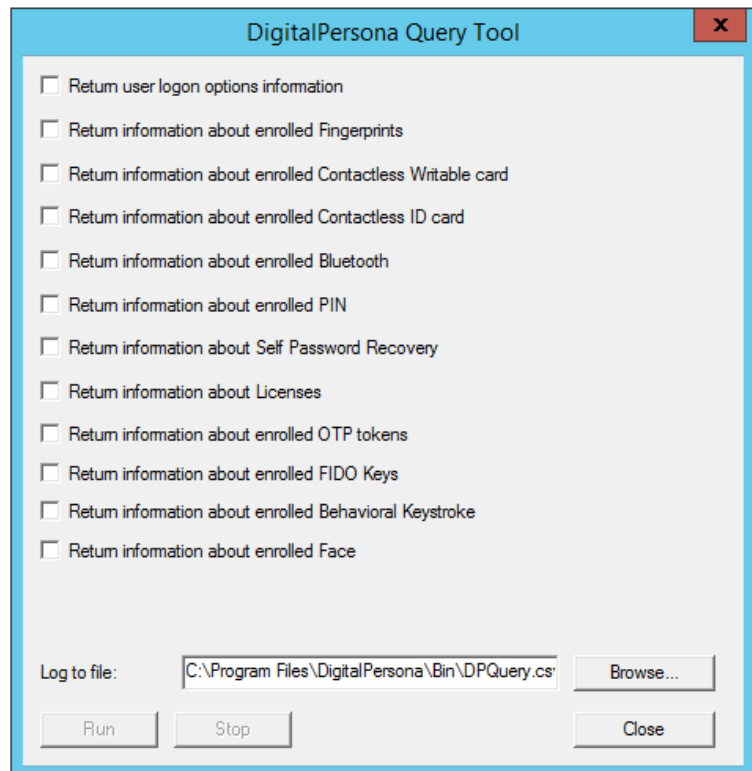 DigitalPersona Query Tool
x
Return user logon options information
Return information about enrolled Fingerprints
Return information about enrolled Contactless Writable card
Return information about enrolled Contactless ID card
Return information about enrolled Bluetooth
Return information about enrolled PIN
Return information about Self Password Recovery
Return information about Licenses
Return information about enrolled OTP tokens
Return information about enrolled FIDO Keys
Return information about enrolled Behavioral Keystroke
Return information about enrolled Face
Log to file: C:\Program Files\DigitalPersona\Bin\DPQuery.cs Browse...
Run Stop Close